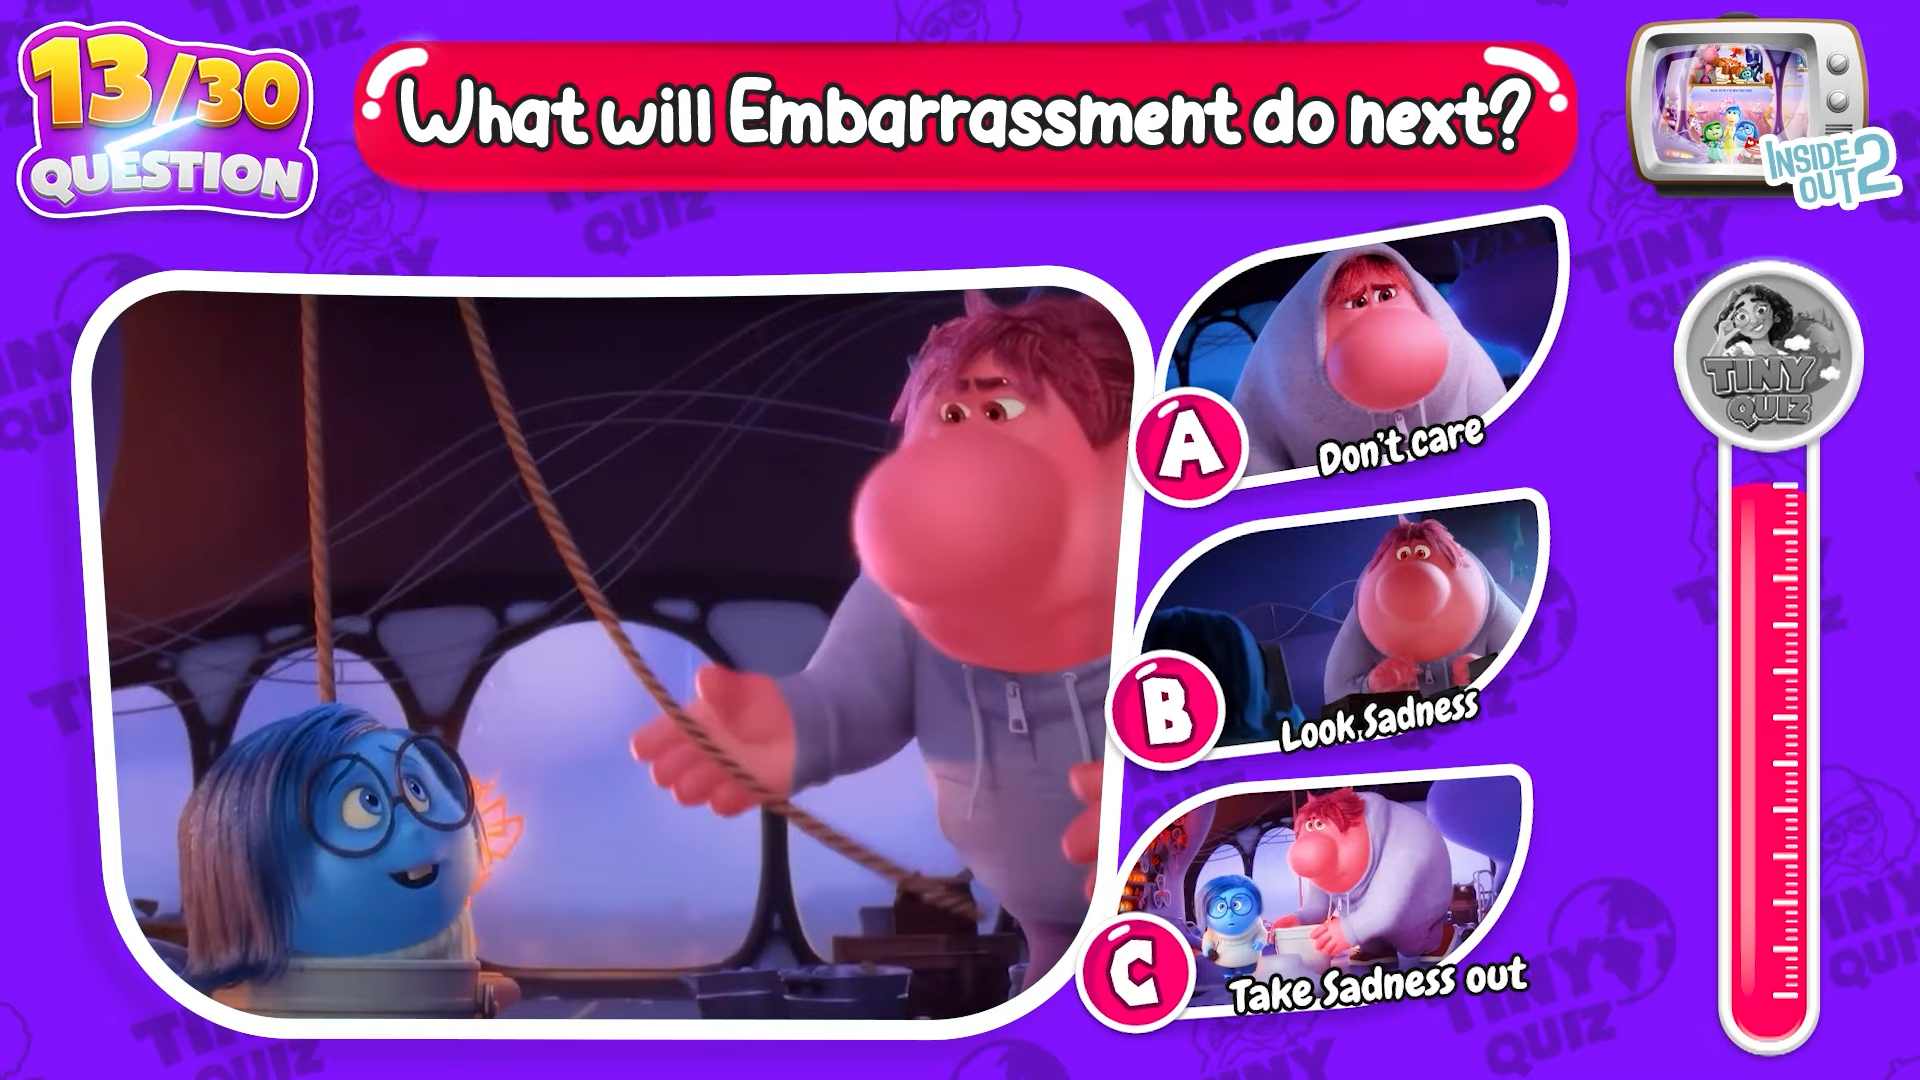 13/30
QUESTION
What will Embarrassment do next?
INSIDE
OUT 2
A
Don't care
B
Look Sadness
C
Take Sadness out
TINY
QUIZ